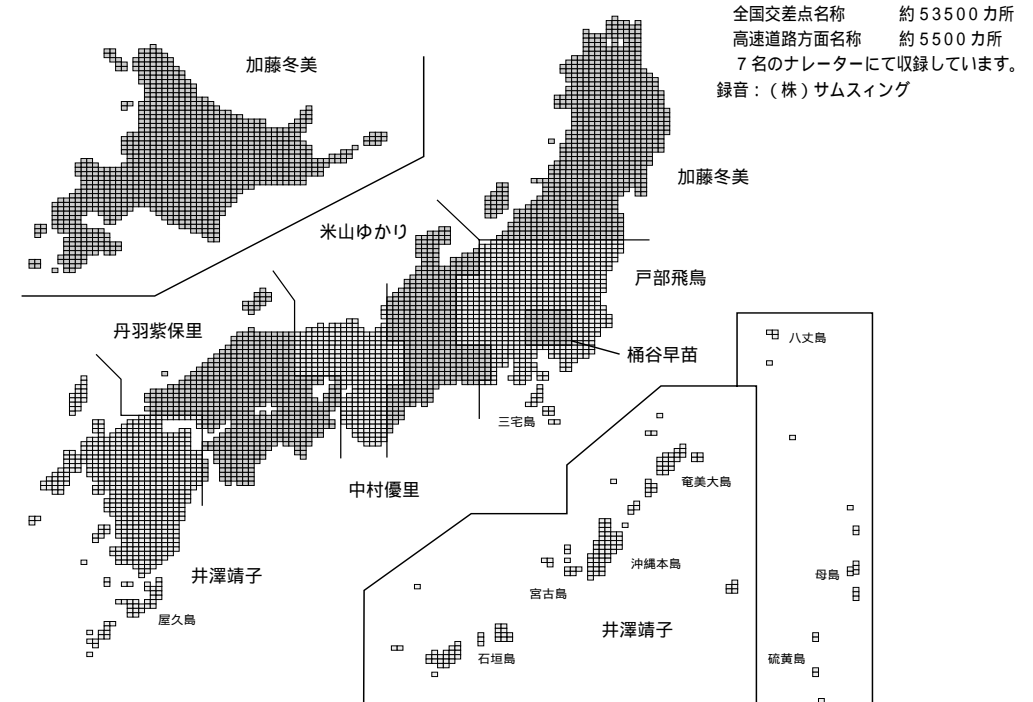 全国交差点名称　　　約53500カ所
高速道路方面名称　　約5500カ所
７名のナレーターにて収録しています。
録音：（株）サムスィング
加藤冬美
加藤冬美
米山ゆかり
戸部飛鳥
丹羽紫保里
八丈島
桶谷早苗
三宅島
奄美大島
中村優里
沖縄本島
井澤靖子
母島
宮古島
屋久島
井澤靖子
石垣島
硫黄島